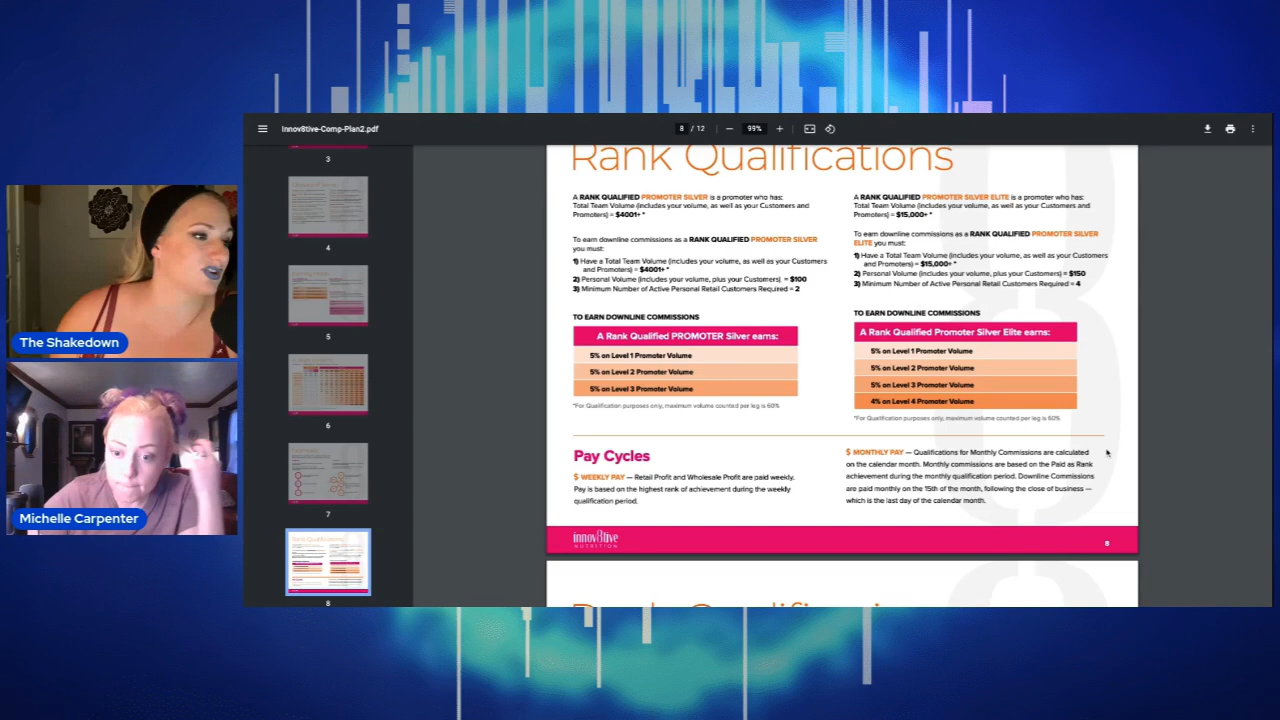 Innov8tive-Comp-Plan2.pdf
8 / 12
99%
3
4
5
6
7
8
The Shakedown
Michelle Carpenter
Rank Qualifications
A RANK QUALIFIED PROMOTER SILVER is a promoter who has:
Total Team Volume (includes your volume, as well as your Customers and
Promoters) = $4001+ *
To earn downline commissions as a RANK QUALIFIED PROMOTER SILVER
you must:
1) Have a Total Team Volume (includes your volume, as well as your Customers
and Promoters) = $4001+ *
2) Personal Volume (includes your volume, plus your Customers) = $100
3) Minimum Number of Active Personal Retail Customers Required = 2
TO EARN DOWNLINE COMMISSIONS
A Rank Qualified PROMOTER Silver earns:
5% on Level 1 Promoter Volume
5% on Level 2 Promoter Volume
5% on Level 3 Promoter Volume
*For Qualification purposes only, maximum volume counted per leg is 60%
A RANK QUALIFIED PROMOTER SILVER ELITE is a promoter who has:
Total Team Volume (includes your volume, as well as your Customers and
Promoters) = $15,000+ *
To earn downline commissions as a RANK QUALIFIED PROMOTER SILVER
ELITE you must:
1) Have a Total Team Volume (includes your volume, as well as your Customers
and Promoters) = $15,000+ *
2) Personal Volume (includes your volume, plus your Customers) = $150
3) Minimum Number of Active Personal Retail Customers Required = 4
TO EARN DOWNLINE COMMISSIONS
A Rank Qualified Promoter Silver Elite earns:
5% on Level 1 Promoter Volume
5% on Level 2 Promoter Volume
5% on Level 3 Promoter Volume
4% on Level 4 Promoter Volume
*For Qualification purposes only, maximum volume counted per leg is 60%
Pay Cycles
$ WEEKLY PAY — Retail Profit and Wholesale Profit are paid weekly.
Pay is based on the highest rank of achievement during the weekly
qualification period.
$ MONTHLY PAY — Qualifications for Monthly Commissions are calculated
on the calendar month. Monthly commissions are based on the Paid as Rank
achievement during the monthly qualification period. Downline Commissions
are paid monthly on the 15th of the month, following the close of business —
which is the last day of the calendar month.
innov8tive
NUTRITION
8